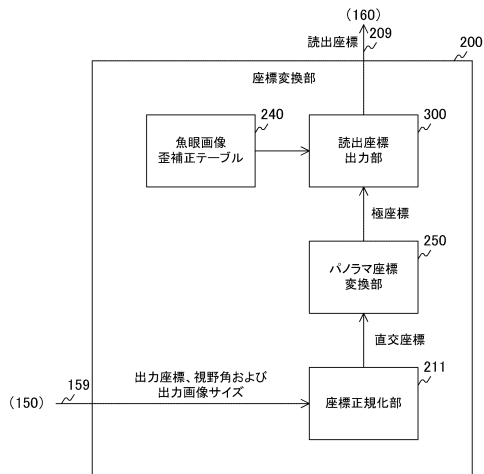 (160)
読出座標
209
200
座標変換部
240
300
魚眼画像
歪補正テーブル
読出座標
出力部
極座標
250
パノラマ座標
変換部
直交座標
出力座標、視野角および
出力画像サイズ
211
159
(150)
座標正規化部